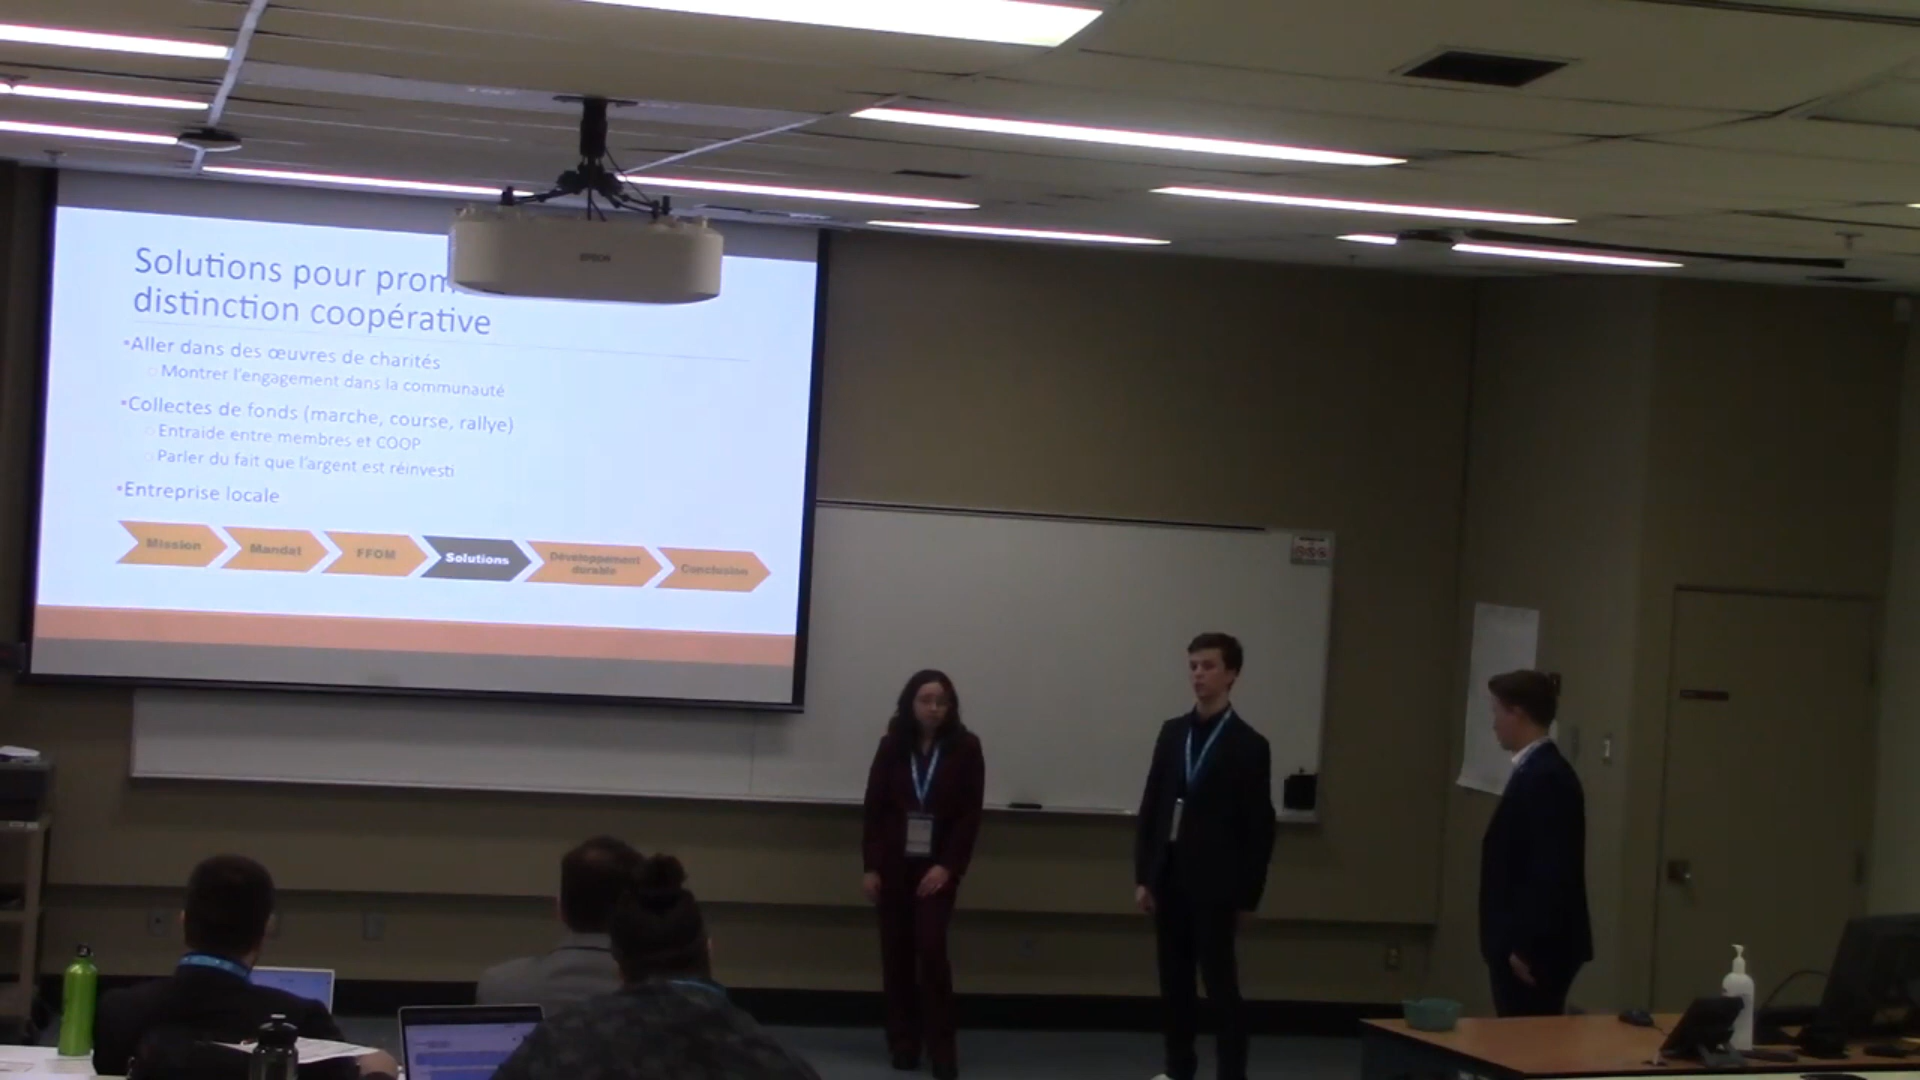 Solutions pour prom
distinction coopérative
•Aller dans des œuvres de charités
○Montrer l'engagement dans la communauté
•Collectes de fonds (marche, course, rallye)
○Entraide entre membres et COOP
○Parler du fait que l'argent est réinvesti
•Entreprise locale
Mission
Mandat
FFOM
Solutions
Développement
durable
Conclusion
EPSON